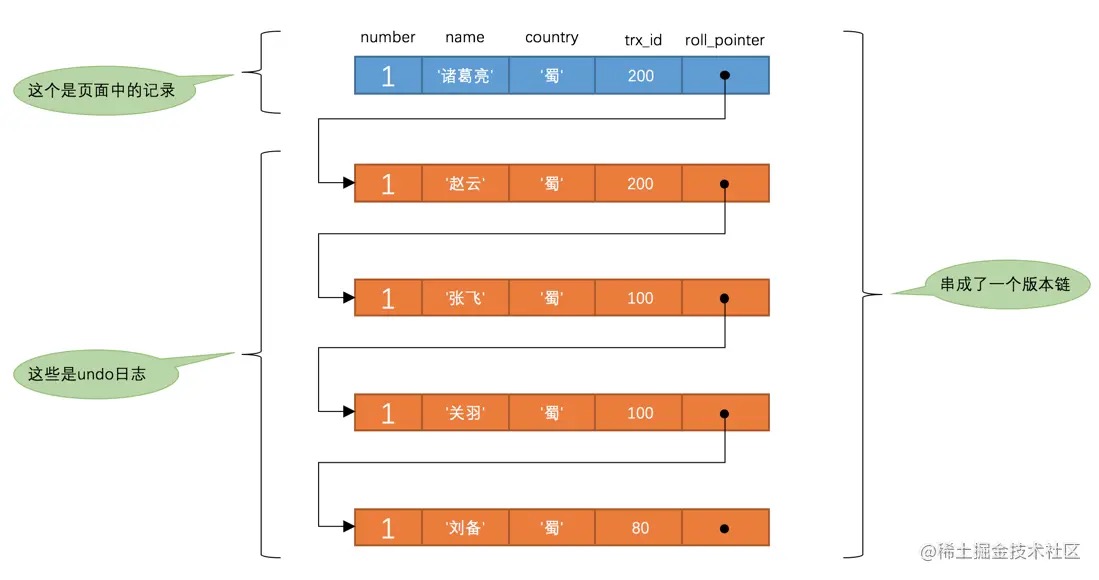 number name country trx_id roll_pointer
1 '诸葛亮' '蜀' 200
这个是页面中的记录
1 '赵云' '蜀' 200
1 '张飞' '蜀' 100
串成了一个版本链
这些是undo日志
1 '关羽' '蜀' 100
1 '刘备' '蜀' 80
@稀土掘金技术社区